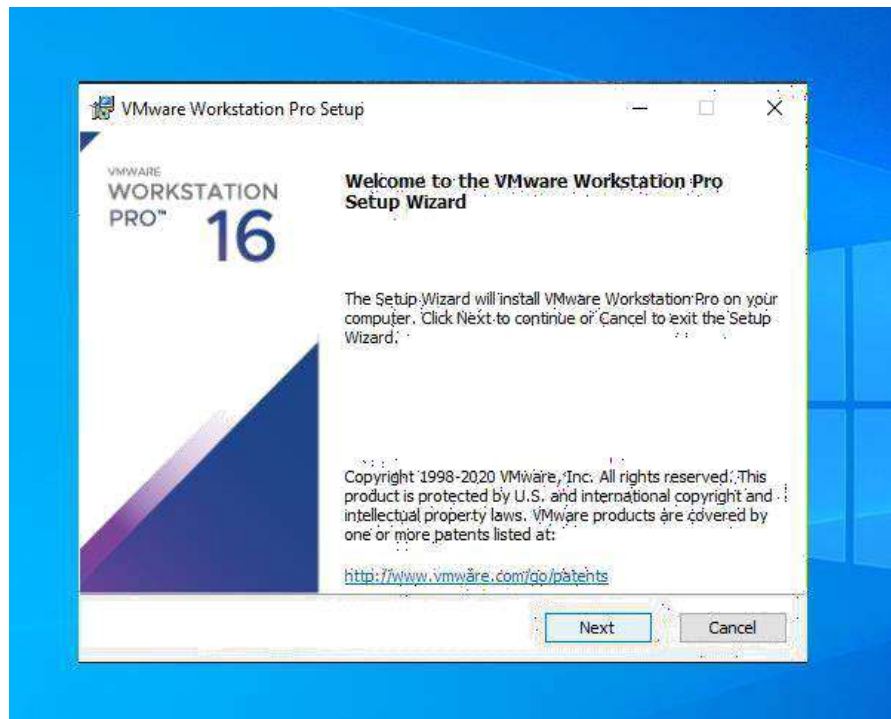 VMware Workstation Pro Setup
VMWARE
WORKSTATION
PRO™ 16
Welcome to the VMware Workstation Pro
Setup Wizard
The Setup Wizard will install VMware Workstation Pro on your
computer. Click Next to continue or Cancel to exit the Setup
Wizard.
Copyright 1998-2020 VMware, Inc. All rights reserved. This
product is protected by U.S. and international copyright and
intellectual property laws. VMware products are covered by
one or more patents listed at:
http://www.vmware.com/go/patents
Next Cancel